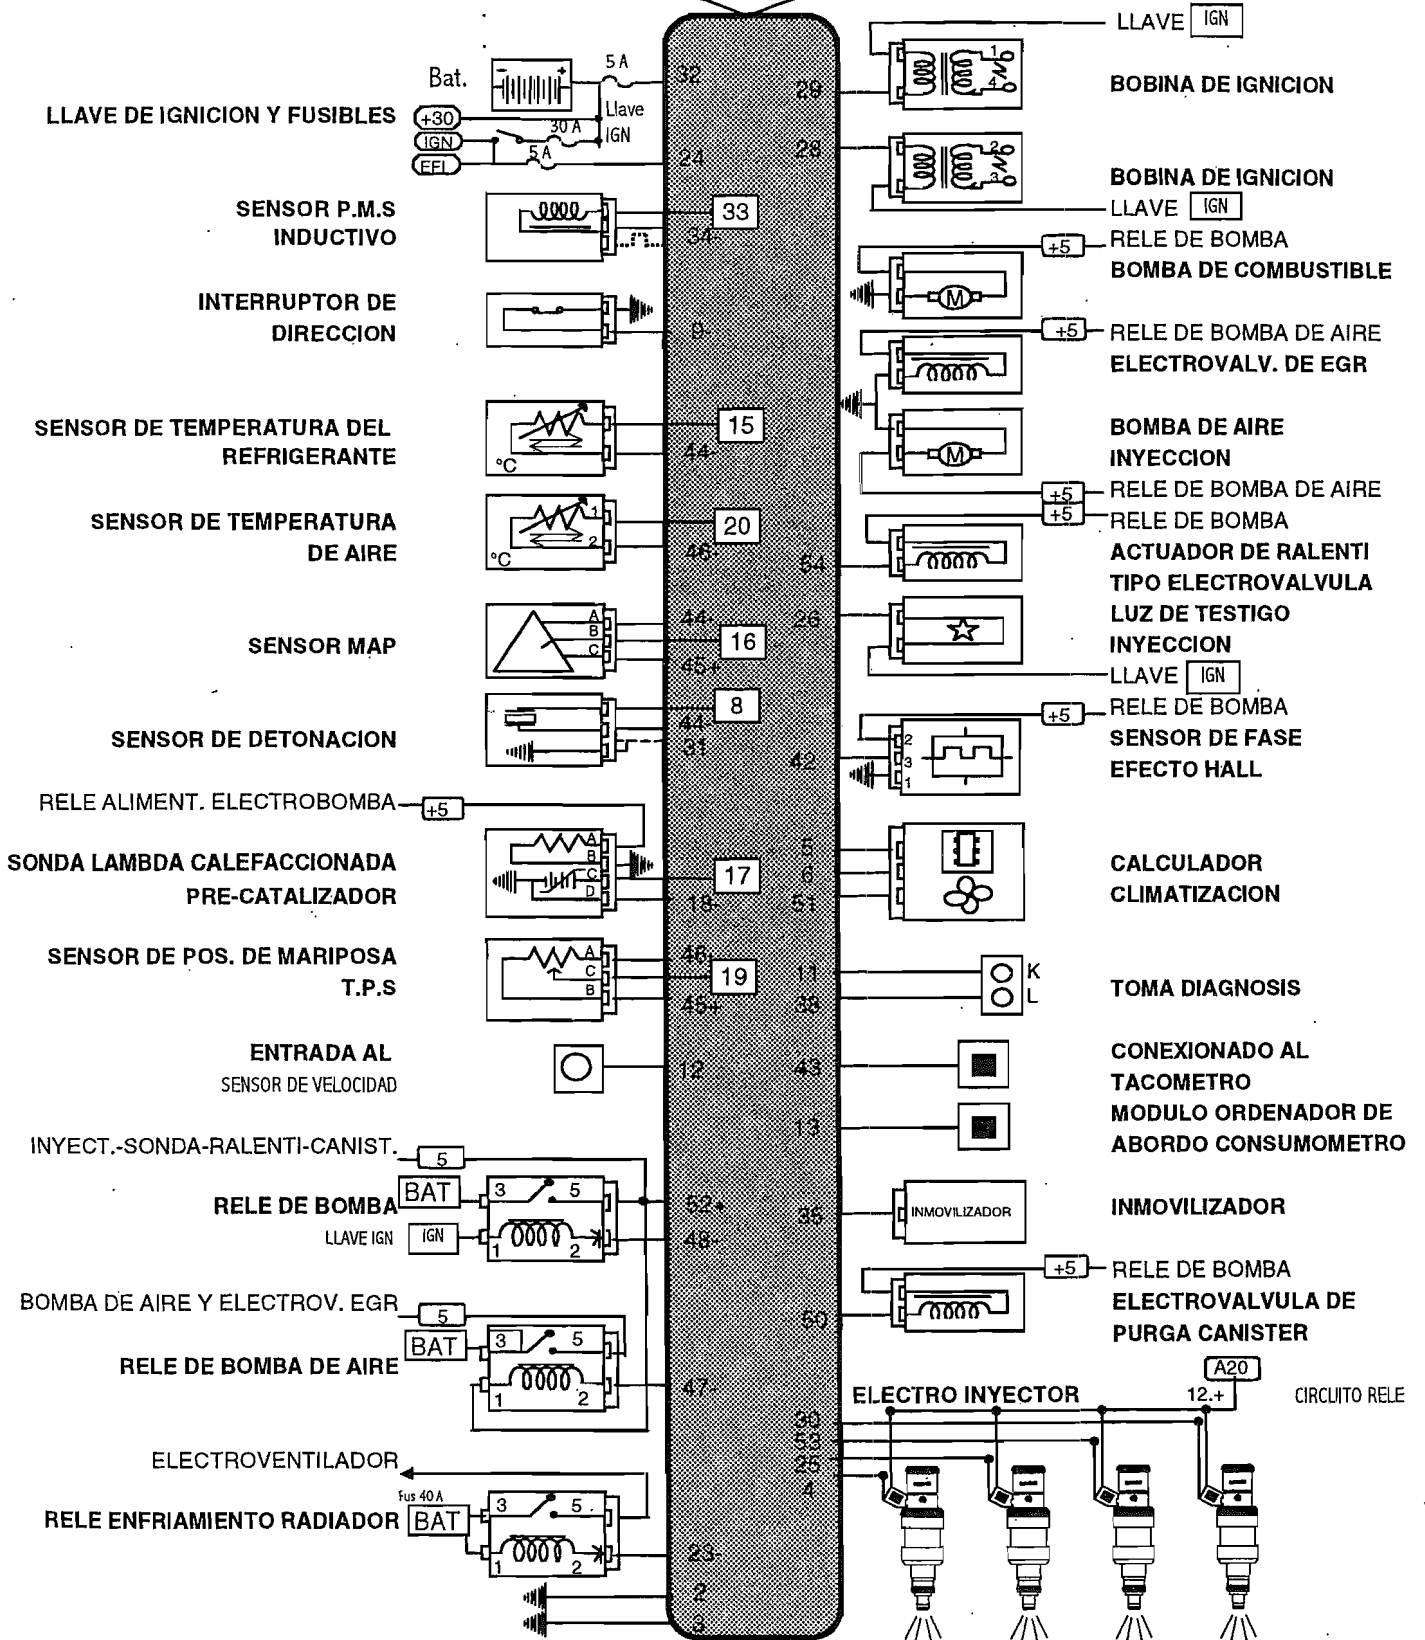 Bat.
- +
5 A
32
LLAVE DE IGNICION Y FUSIBLES
+30
Llave
IGN
30 A
IGN
EFI
5 A
24
SENSOR P.M.S
INDUCTIVO
33
34-
INTERRUPTOR DE
DIRECCION
9-
SENSOR DE TEMPERATURA DEL
REFRIGERANTE
°C
15
44-
SENSOR DE TEMPERATURA
DE AIRE
°C
1
2
20
46-
SENSOR MAP
A
B
C
44-
16
45+
SENSOR DE DETONACION
8
44-
31
RELE ALIMENT. ELECTROBOMBA
+5
SONDA LAMBDA CALEFACCIONADA
PRE-CATALIZADOR
A
B
C
D
17
18-
SENSOR DE POS. DE MARIPOSA
T.P.S
A
C
B
46-
19
45+
ENTRADA AL
SENSOR DE VELOCIDAD
12
INYECT.-SONDA-RALENTI-CANIST.
5
RELE DE BOMBA
BAT
3 5
52+
LLAVE IGN
IGN
1 2
48-
BOMBA DE AIRE Y ELECTROV. EGR
5
RELE DE BOMBA DE AIRE
BAT
3 5
1 2
47-
ELECTROVENTILADOR
Fus 40 A
RELE ENFRIAMIENTO RADIADOR
BAT
3 5
1 2
23-
2
3
LLAVE IGN
29
1
4
BOBINA DE IGNICION
28
2
3
BOBINA DE IGNICION
LLAVE IGN
+5
RELE DE BOMBA
BOMBA DE COMBUSTIBLE
M
+5
RELE DE BOMBA DE AIRE
ELECTROVALV. DE EGR
BOMBA DE AIRE
INYECCION
M
+5
RELE DE BOMBA DE AIRE
+5
RELE DE BOMBA
54
ACTUADOR DE RALENTI
TIPO ELECTROVALVULA
26
LUZ DE TESTIGO
INYECCION
LLAVE IGN
+5
RELE DE BOMBA
42
2
3
1
SENSOR DE FASE
EFECTO HALL
5
6
51
CALCULADOR
CLIMATIZACION
11
38
K
L
TOMA DIAGNOSIS
43
CONEXIONADO AL
TACOMETRO
13
MODULO ORDENADOR DE
ABORDO CONSUMOMETRO
35
INMOVILIZADOR
INMOVILIZADOR
+5
RELE DE BOMBA
50
ELECTROVALVULA DE
PURGA CANISTER
A20
ELECTRO INYECTOR
12.+
CIRCUITO RELE
30
53
25
4